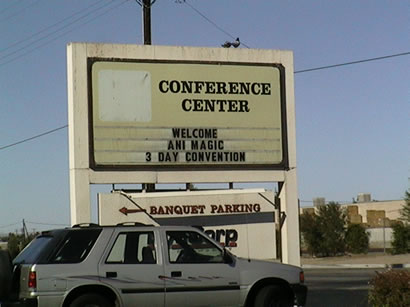 CONFERENCE
CENTER
WELCOME
ANI MAGIC
3 DAY CONVENTION
BANQUET PARKING